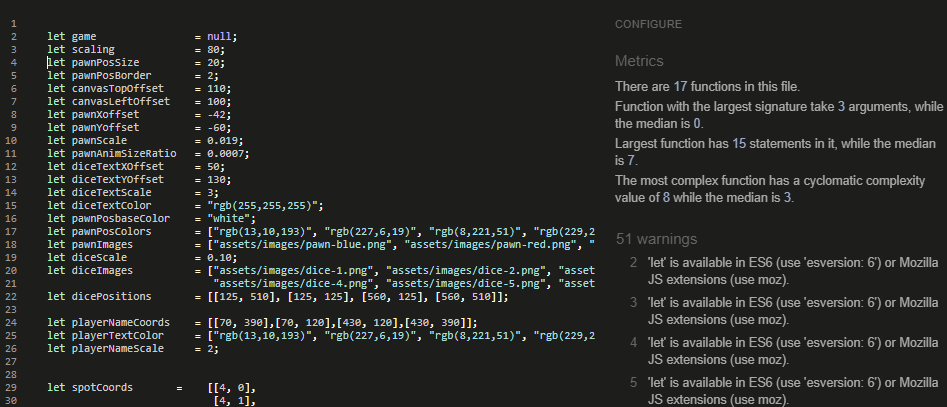 1
2 let game = null;
3 let scaling = 80;
4 let pawnPosSize = 20;
5 let pawnPosBorder = 2;
6 let canvasTopOffset = 110;
7 let canvasLeftOffset = 100;
8 let pawnXoffset = -42;
9 let pawnYoffset = -60;
10 let pawnScale = 0.019;
11 let pawnAnimSizeRatio = 0.0007;
12 let diceTextXOffset = 50;
13 let diceTextYOffset = 130;
14 let diceTextScale = 3;
15 let diceTextColor = "rgb(255,255,255)";
16 let pawnPosbaseColor = "white";
17 let pawnPosColors = ["rgb(13,10,193)", "rgb(227,6,19)", "rgb(8,221,51)", "rgb(229,2
18 let pawnImages = ["assets/images/pawn-blue.png", "assets/images/pawn-red.png", "
19 let diceScale = 0.10;
20 let diceImages = ["assets/images/dice-1.png", "assets/images/dice-2.png", "asset
21 "assets/images/dice-4.png", "assets/images/dice-5.png", "asset
22 let dicePositions = [[125, 510], [125, 125], [560, 125], [560, 510]];
23
24 let playerNameCoords = [[70, 390],[70, 120],[430, 120],[430, 390]];
25 let playerTextColor = ["rgb(13,10,193)", "rgb(227,6,19)", "rgb(8,221,51)", "rgb(229,2
26 let playerNameScale = 2;
27
28
29 let spotCoords = [[4, 0],
30 [4, 1],
CONFIGURE
Metrics
There are 17 functions in this file.
Function with the largest signature take 3 arguments, while
the median is 0.
Largest function has 15 statements in it, while the median
is 7.
The most complex function has a cyclomatic complexity
value of 8 while the median is 3.
51 warnings
2 'let' is available in ES6 (use 'esversion: 6') or Mozilla
JS extensions (use moz).
3 'let' is available in ES6 (use 'esversion: 6') or Mozilla
JS extensions (use moz).
4 'let' is available in ES6 (use 'esversion: 6') or Mozilla
JS extensions (use moz).
5 'let' is available in ES6 (use 'esversion: 6') or Mozilla
JS extensions (use moz).